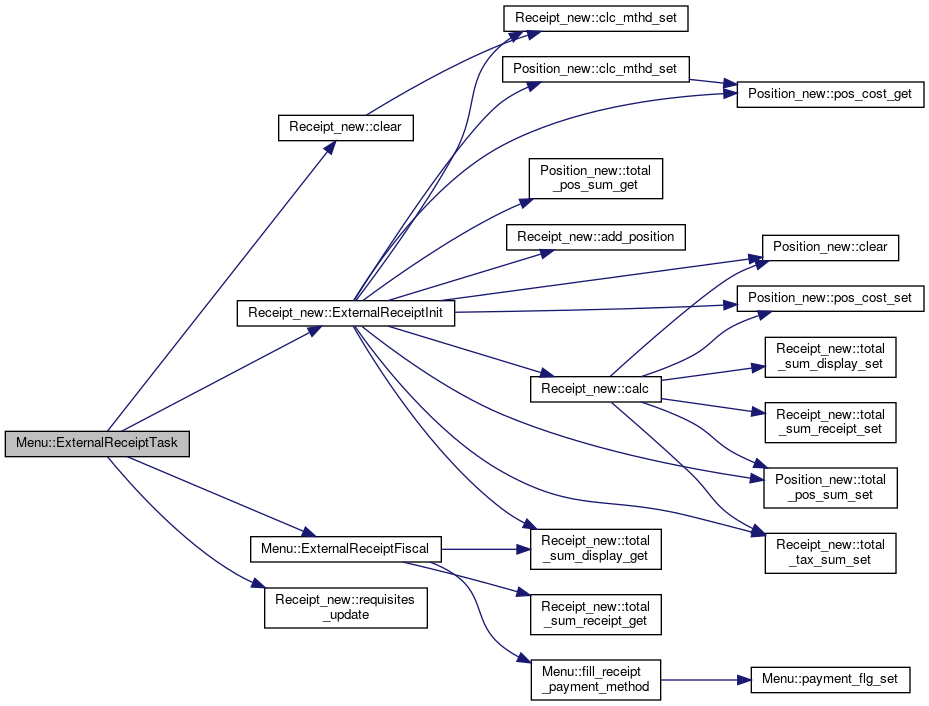 Receipt_new::clc_mthd_set
Position_new::clc_mthd_set
Position_new::pos_cost_get
Receipt_new::clear
Position_new::total
_pos_sum_get
Receipt_new::add_position
Position_new::clear
Receipt_new::ExternalReceiptInit
Position_new::pos_cost_set
Receipt_new::total
_sum_display_set
Receipt_new::calc
Receipt_new::total
_sum_receipt_set
Menu::ExternalReceiptTask
Position_new::total
_pos_sum_set
Menu::ExternalReceiptFiscal
Receipt_new::total
_sum_display_get
Receipt_new::total
_tax_sum_set
Receipt_new::requisites
_update
Receipt_new::total
_sum_receipt_get
Menu::fill_receipt
_payment_method
Menu::payment_flg_set